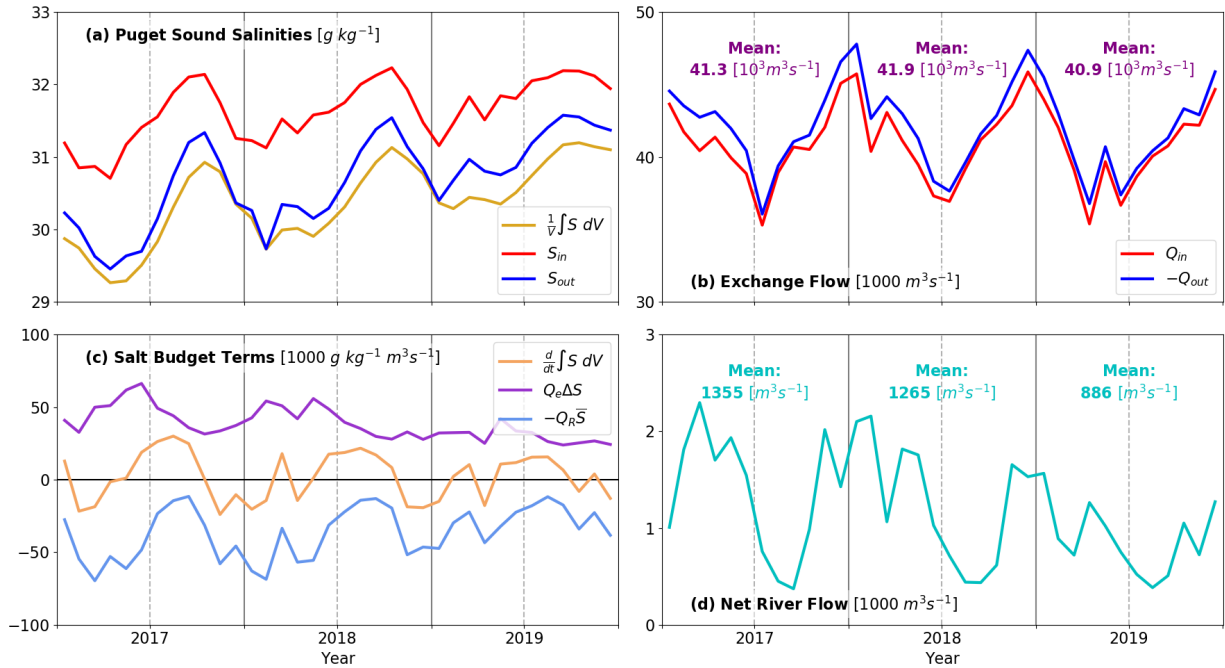 33
32
31
30
29
(a) Puget Sound Salinities [g kg⁻¹]
1/V ∫S dV
S_in
S_out
50
40
30
Mean:
41.3 [10³m³s⁻¹]
Mean:
41.9 [10³m³s⁻¹]
Mean:
40.9 [10³m³s⁻¹]
(b) Exchange Flow [1000 m³s⁻¹]
Q_in
−Q_out
100
50
0
−50
−100
(c) Salt Budget Terms [1000 g kg⁻¹ m³s⁻¹]
d/dt ∫S dV
Q_eΔS
−Q_R S̅
2017
2018
2019
Year
3
2
1
0
Mean:
1355 [m³s⁻¹]
Mean:
1265 [m³s⁻¹]
Mean:
886 [m³s⁻¹]
(d) Net River Flow [1000 m³s⁻¹]
2017
2018
2019
Year